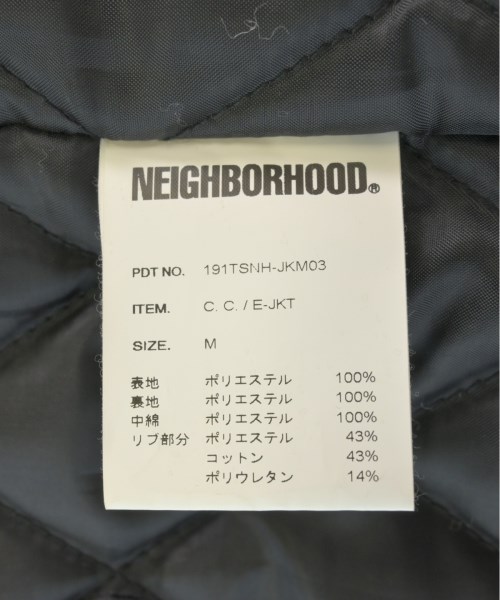 NEIGHBORHOOD®
PDT NO. 191TSNH-JKM03
ITEM. C. C. / E-JKT
SIZE. M
表地 ポリエステル 100%
裏地 ポリエステル 100%
中綿 ポリエステル 100%
リブ部分 ポリエステル 43%
コットン 43%
ポリウレタン 14%